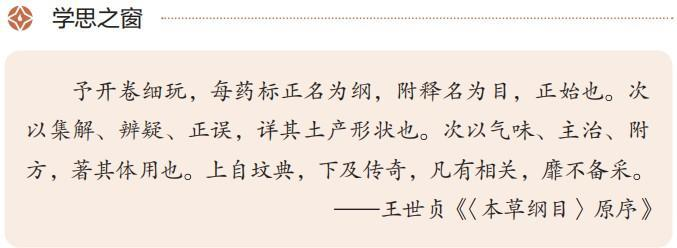 学思之窗
予开卷细玩，每药标正名为纲，附释名为目，正始也。次
以集解、辨疑、正误，详其土产形状也。次以气味、主治、附
方，著其体用也。上自坟典，下及传奇，凡有相关，靡不备采。
——王世贞《〈本草纲目〉原序》